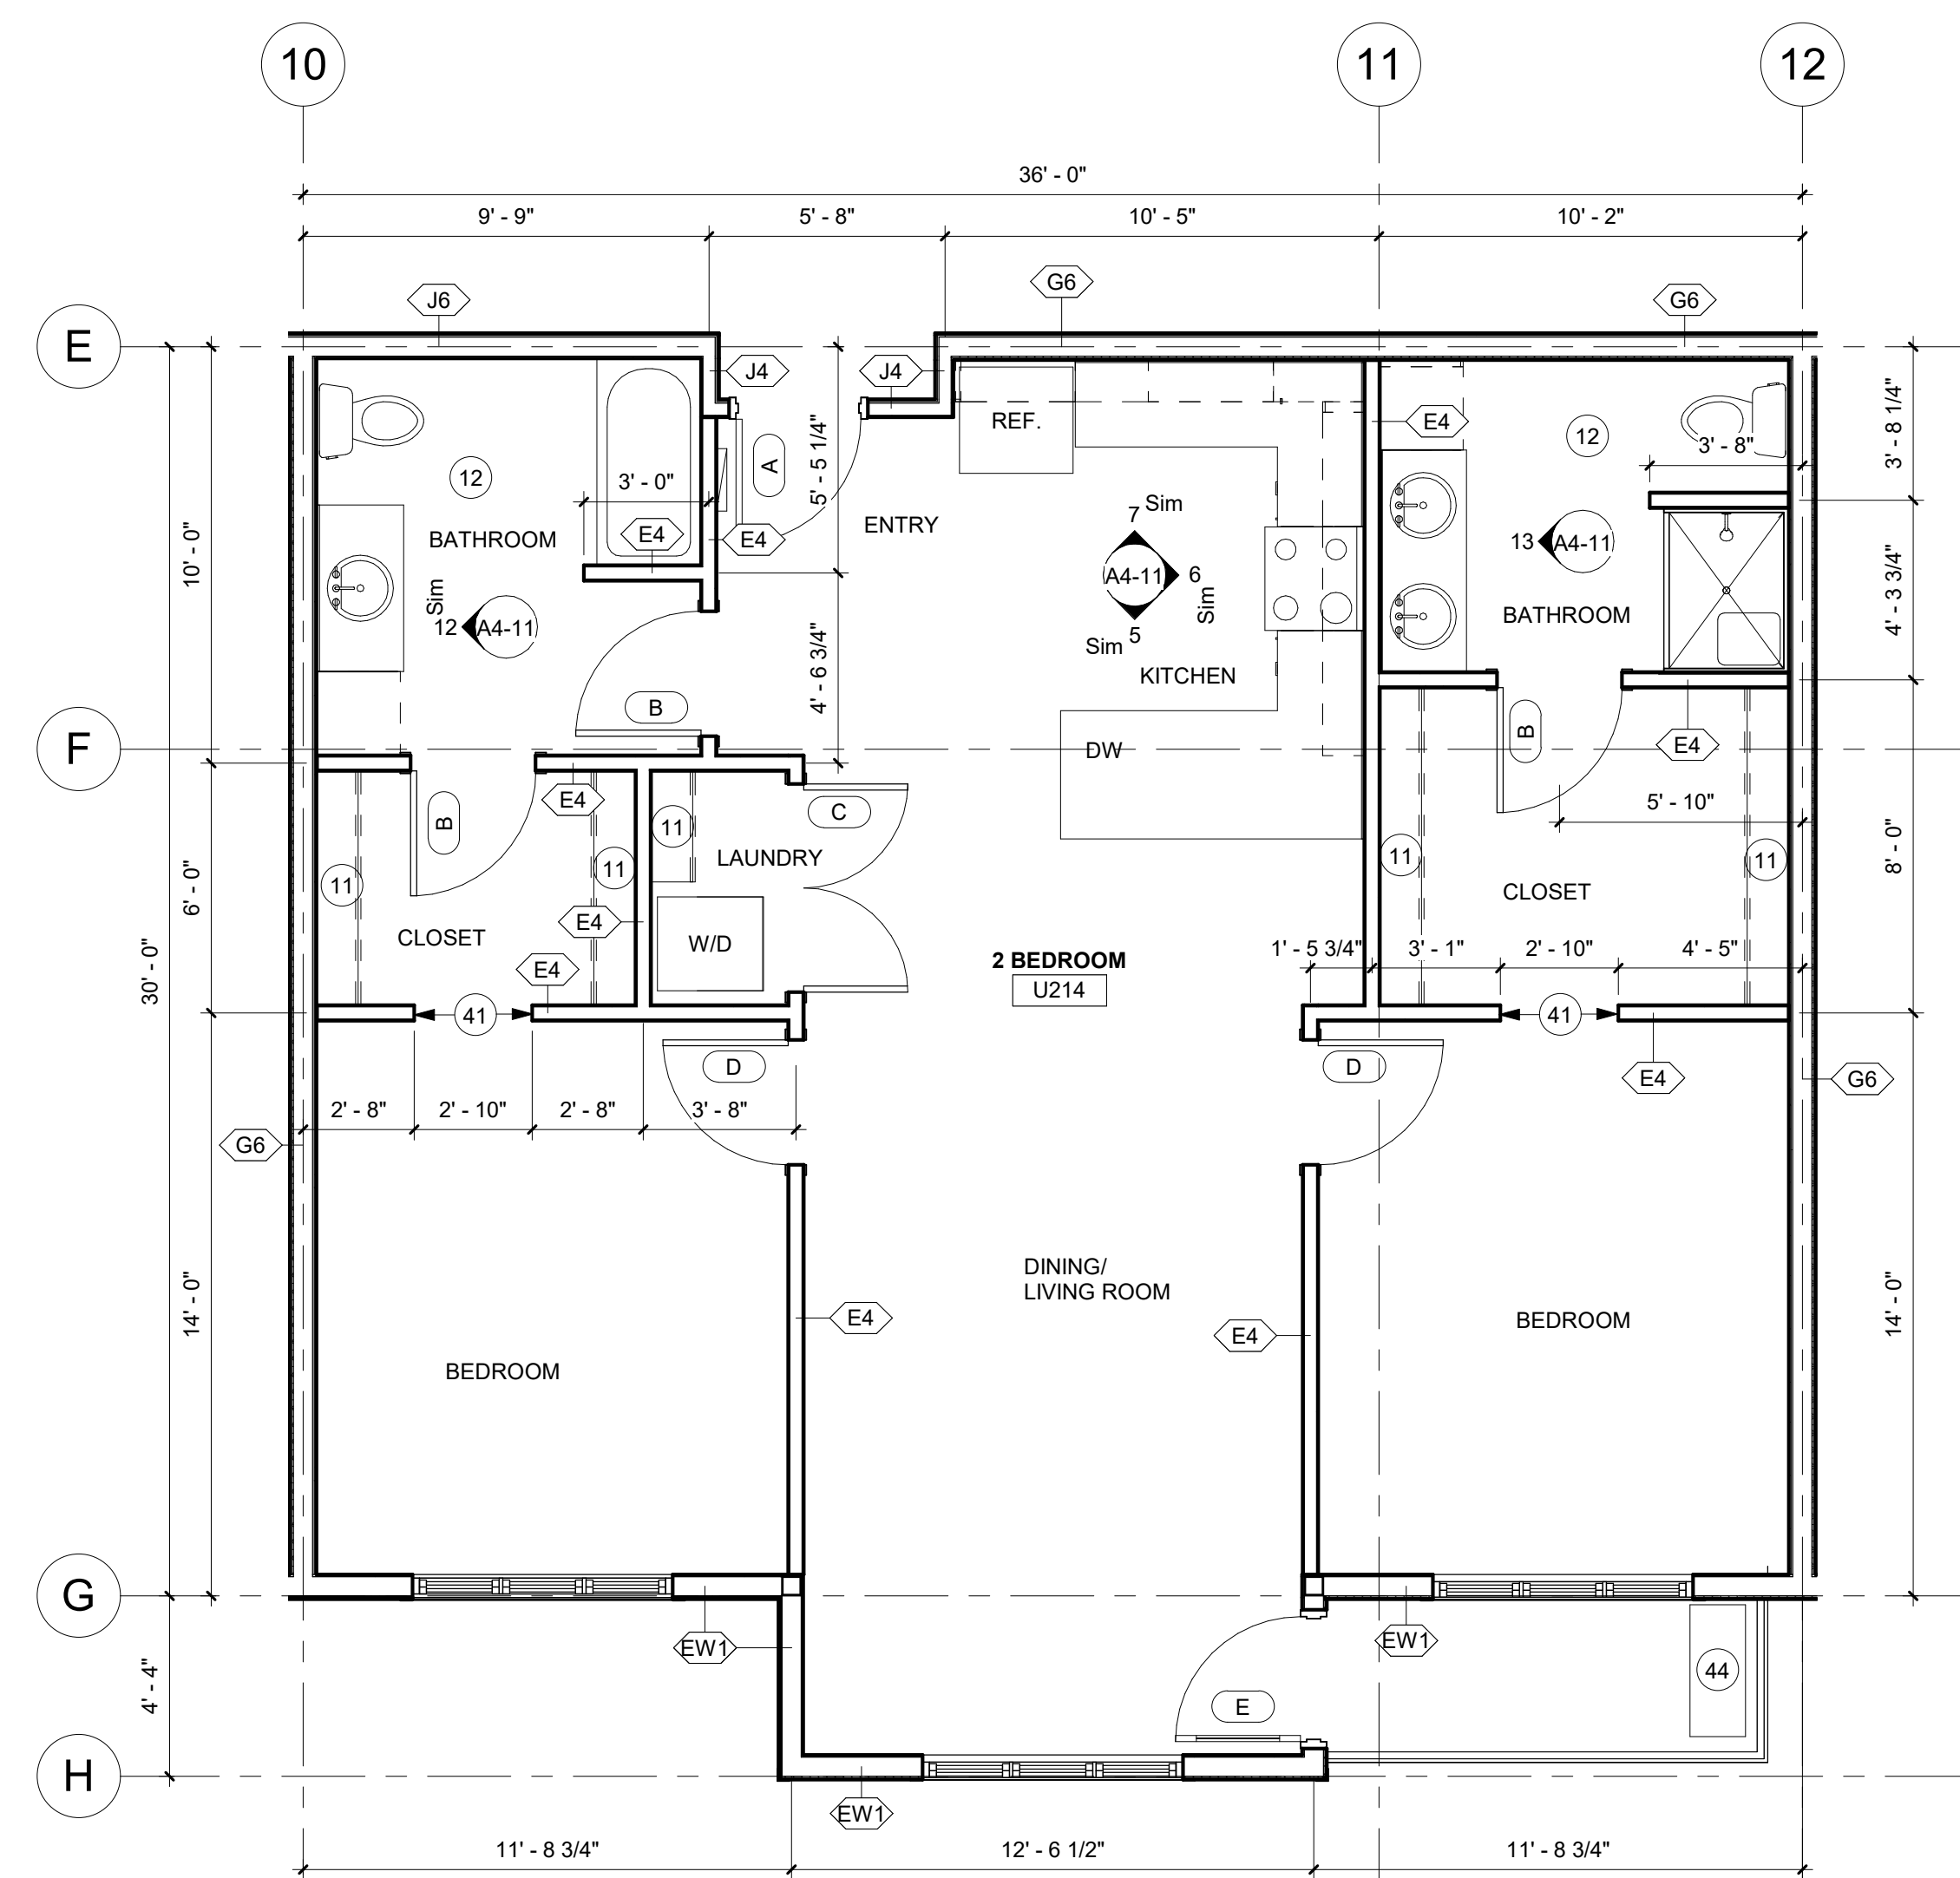 10
11
12
36' - 0"
9' - 9"
5' - 8"
10' - 5"
10' - 2"
J6
G6
G6
E
J4
J4
REF.
E4
12
3' - 8"
3' - 8 1/4"
12
3' - 0"
A
5' - 5 1/4"
ENTRY
7
Sim
BATHROOM
E4
E4
10' - 0"
A4-11
6
Sim
13
A4-11
Sim
12
A4-11
5
Sim
BATHROOM
4' - 3 3/4"
KITCHEN
4' - 6 3/4"
B
B
E4
F
DW
E4
C
5' - 10"
B
11
LAUNDRY
11
11
11
11
8' - 0"
6' - 0"
CLOSET
CLOSET
E4
W/D
30' - 0"
E4
2 BEDROOM
U214
1' - 5 3/4"
3' - 1"
2' - 10"
4' - 5"
41
41
D
D
E4
G6
2' - 8"
2' - 10"
2' - 8"
3' - 8"
G6
DINING/
LIVING ROOM
14' - 0"
14' - 0"
E4
E4
BEDROOM
BEDROOM
G
EW1
EW1
44
4' - 4"
E
H
EW1
11' - 8 3/4"
12' - 6 1/2"
11' - 8 3/4"